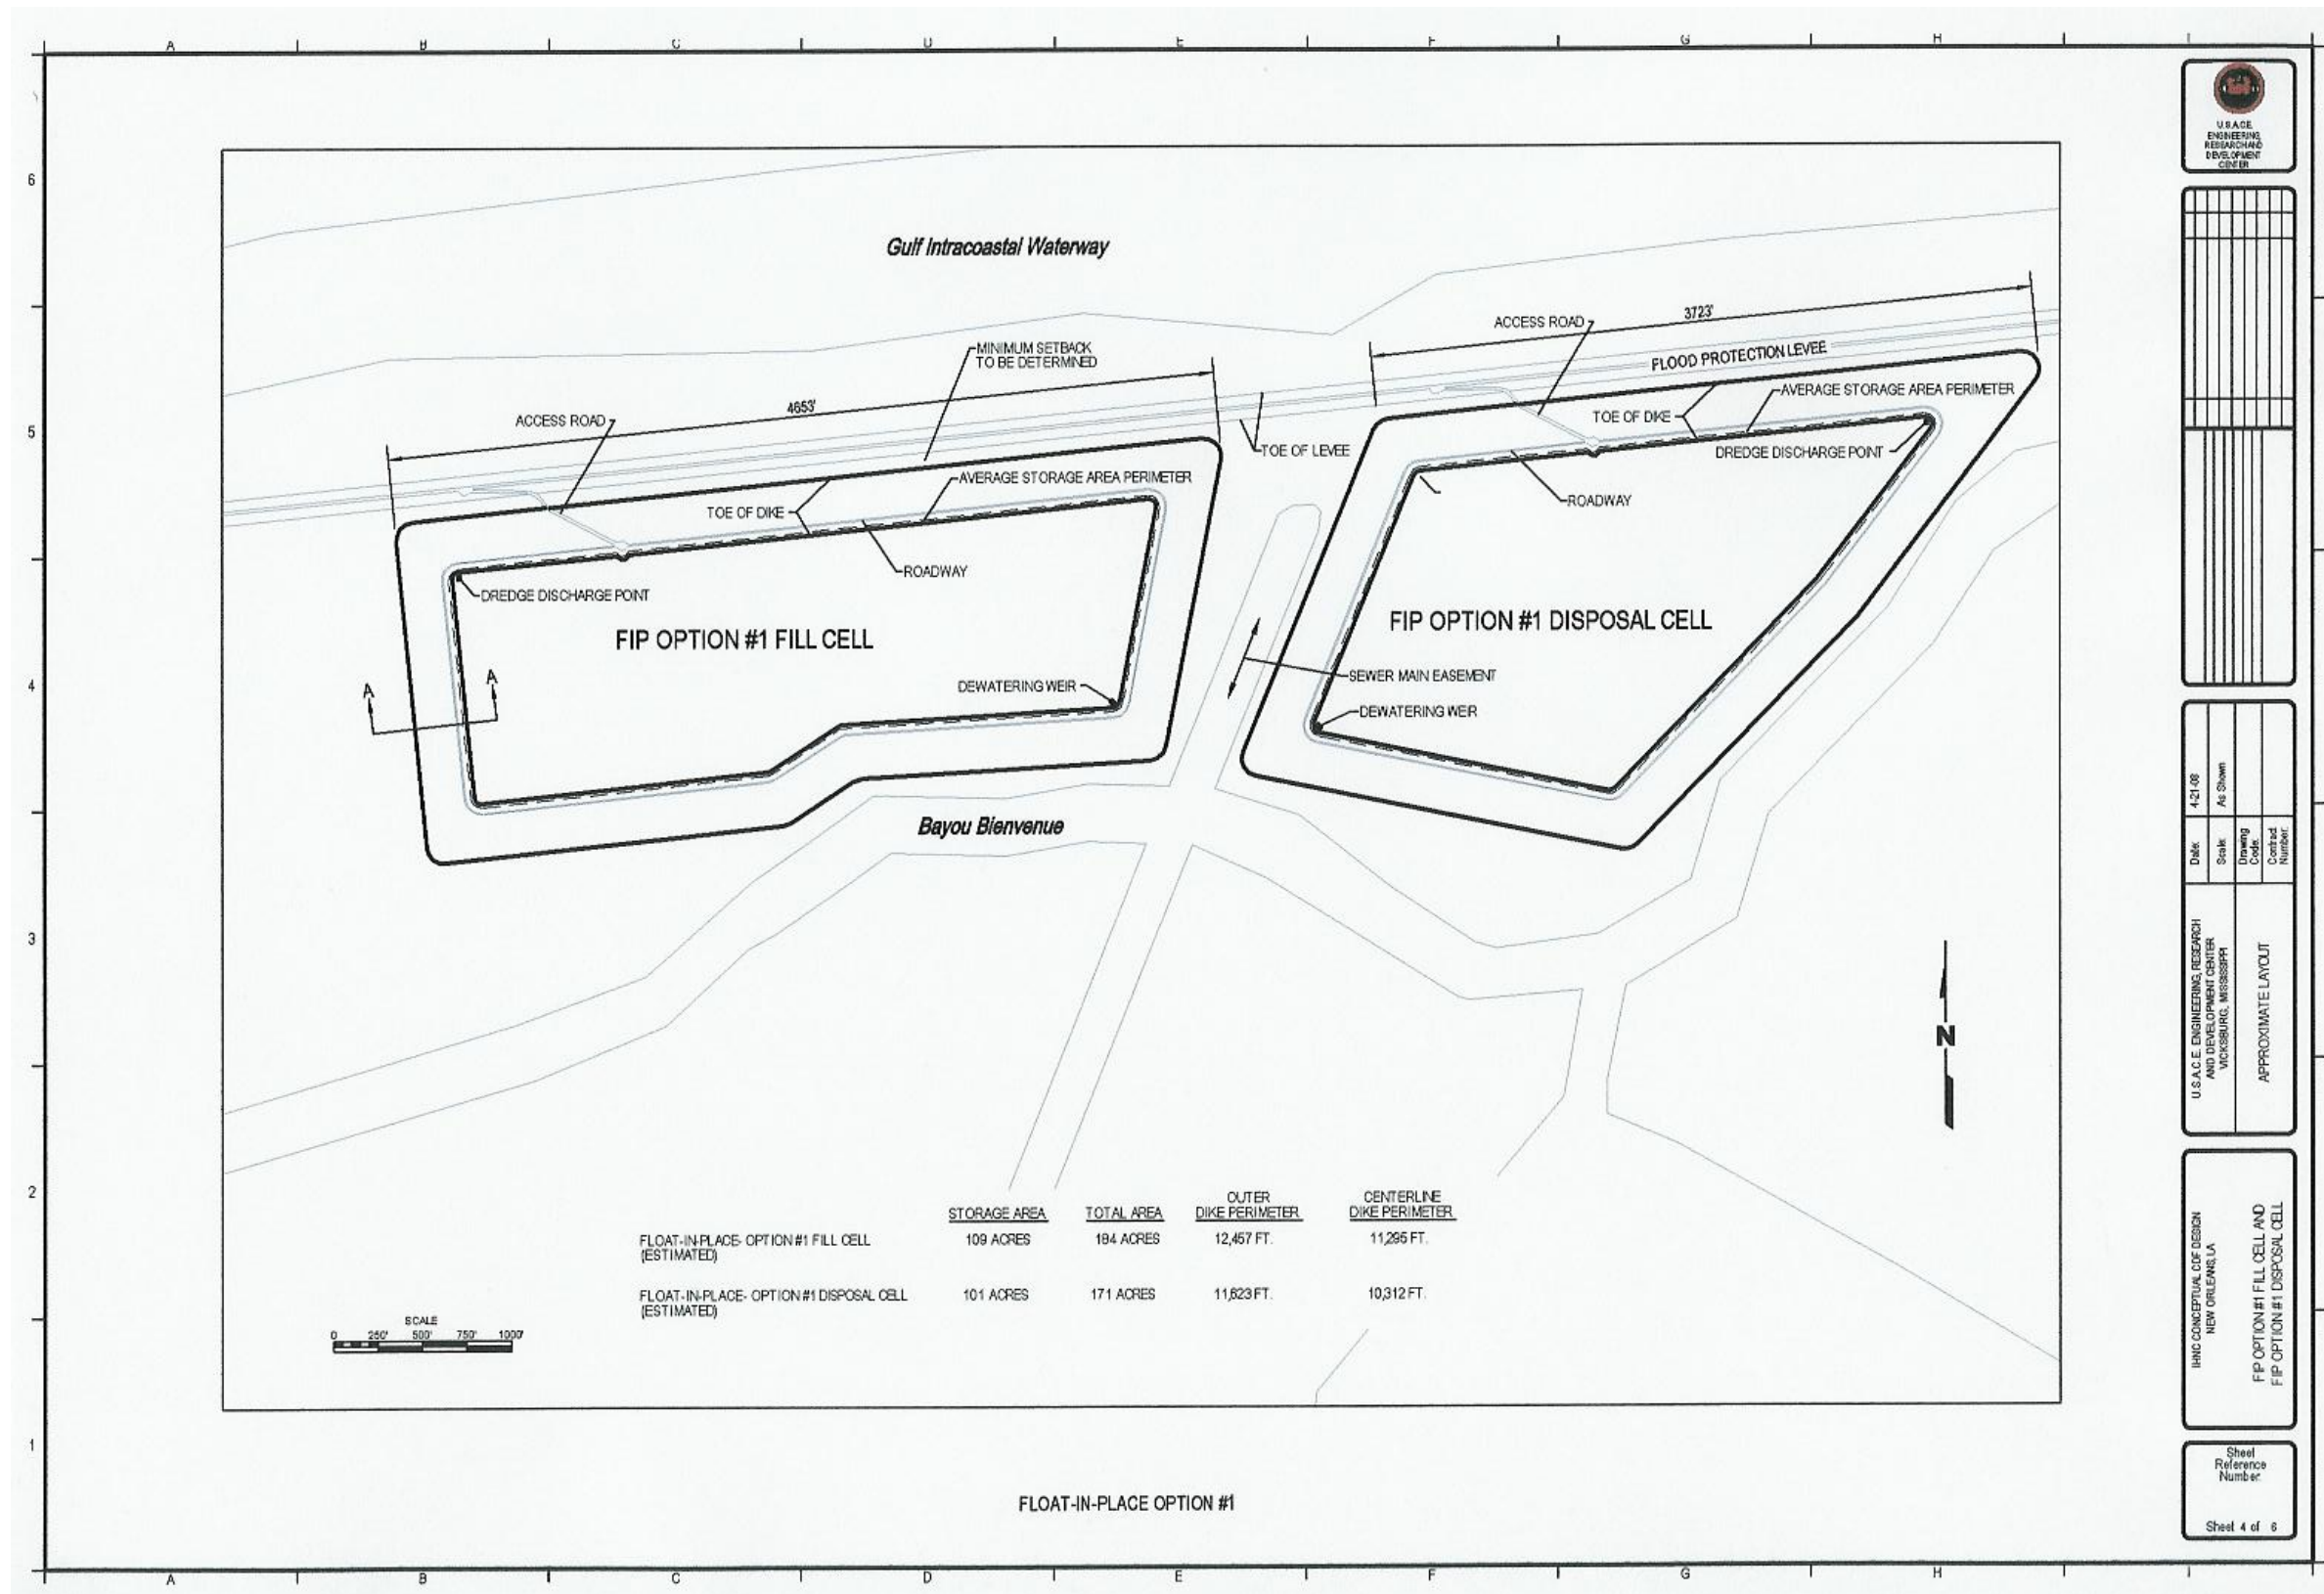 A B C D E F G H I
6
5
4
3
2
1
Gulf Intracoastal Waterway
MINIMUM SETBACK
TO BE DETERMINED
4653'
ACCESS ROAD
AVERAGE STORAGE AREA PERIMETER
TOE OF DIKE
ROADWAY
DREDGE DISCHARGE POINT
FIP OPTION #1 FILL CELL
DEWATERING WEIR
A A
TOE OF LEVEE
3723'
ACCESS ROAD
FLOOD PROTECTION LEVEE
AVERAGE STORAGE AREA PERIMETER
TOE OF DIKE
DREDGE DISCHARGE POINT
ROADWAY
FIP OPTION #1 DISPOSAL CELL
SEWER MAIN EASEMENT
DEWATERING WEIR
Bayou Bienvenue
N
STORAGE AREA TOTAL AREA OUTER DIKE PERIMETER CENTERLINE DIKE PERIMETER
FLOAT-IN-PLACE- OPTION #1 FILL CELL 109 ACRES 184 ACRES 12,457 FT. 11,295 FT.
(ESTIMATED)
FLOAT-IN-PLACE- OPTION #1 DISPOSAL CELL 101 ACRES 171 ACRES 11,623 FT. 10,312 FT.
(ESTIMATED)
SCALE
0 250' 500' 750' 1000'
FLOAT-IN-PLACE OPTION #1
A B C D E F G H I
U.S.A.C.E.
ENGINEERING,
RESEARCH AND
DEVELOPMENT
CENTER
Date: 4-21-08
Scale: As Shown
Drawing
Code:
Contract
Number:
U.S.A.C.E. ENGINEERING, RESEARCH
AND DEVELOPMENT CENTER
VICKSBURG, MISSISSIPPI
APPROXIMATE LAYOUT
IHNC CONCEPTUAL CDF DESIGN
NEW ORLEANS, LA
FIP OPTION #1 FILL CELL AND
FIP OPTION #1 DISPOSAL CELL
Sheet
Reference
Number:
Sheet 4 of 6